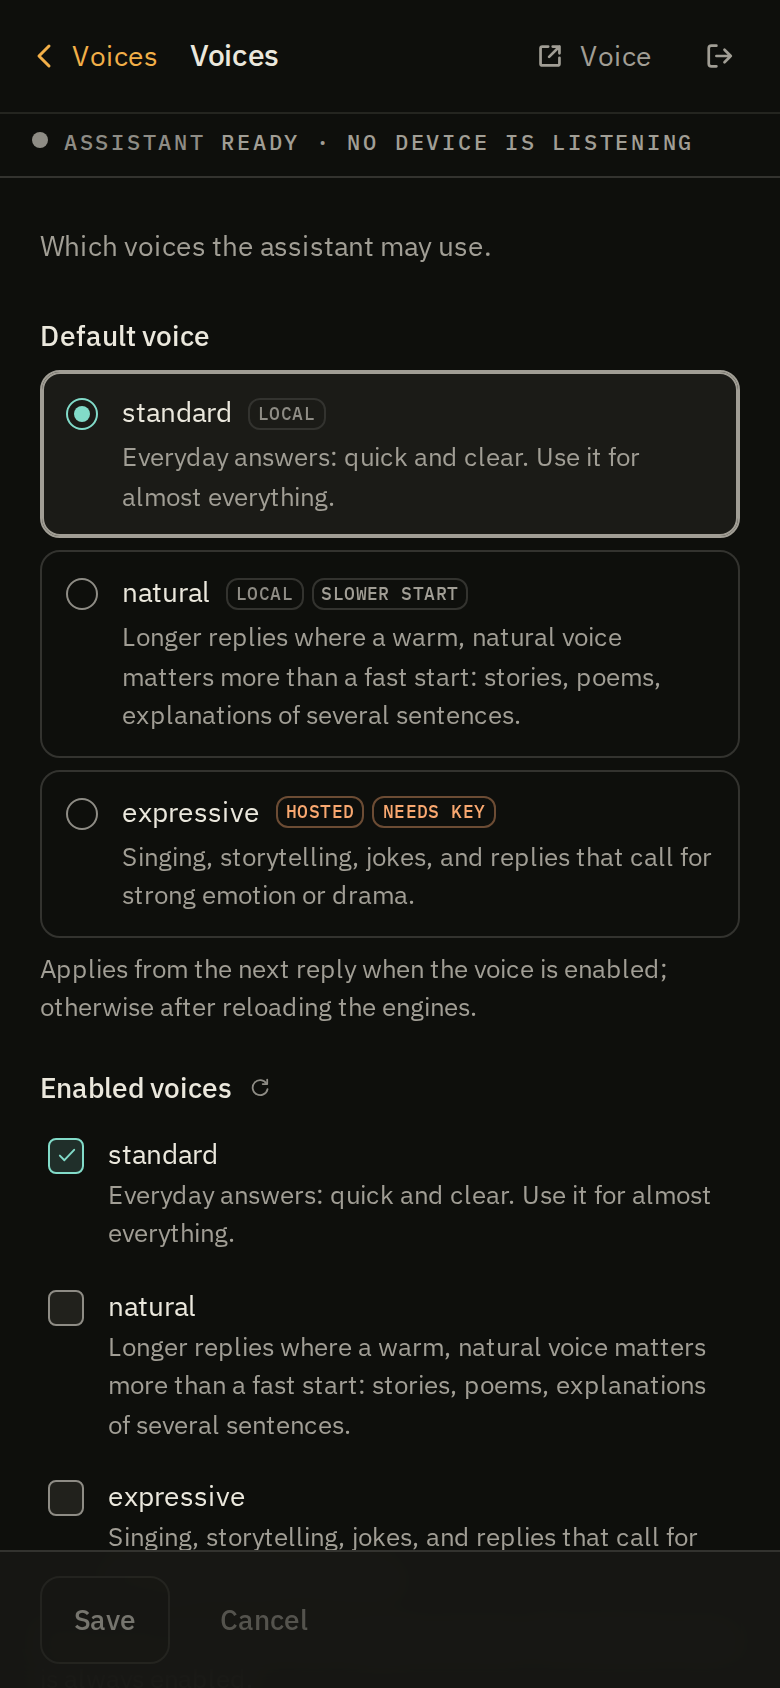 Voices Voices Voice
ASSISTANT READY · NO DEVICE IS LISTENING
Which voices the assistant may use.
Default voice
standard LOCAL
Everyday answers: quick and clear. Use it for
almost everything.
natural LOCAL SLOWER START
Longer replies where a warm, natural voice
matters more than a fast start: stories, poems,
explanations of several sentences.
expressive HOSTED NEEDS KEY
Singing, storytelling, jokes, and replies that call for
strong emotion or drama.
Applies from the next reply when the voice is enabled;
otherwise after reloading the engines.
Enabled voices
standard
Everyday answers: quick and clear. Use it for almost
everything.
natural
Longer replies where a warm, natural voice matters
more than a fast start: stories, poems, explanations
of several sentences.
expressive
Singing, storytelling, jokes, and replies that call for
Save Cancel